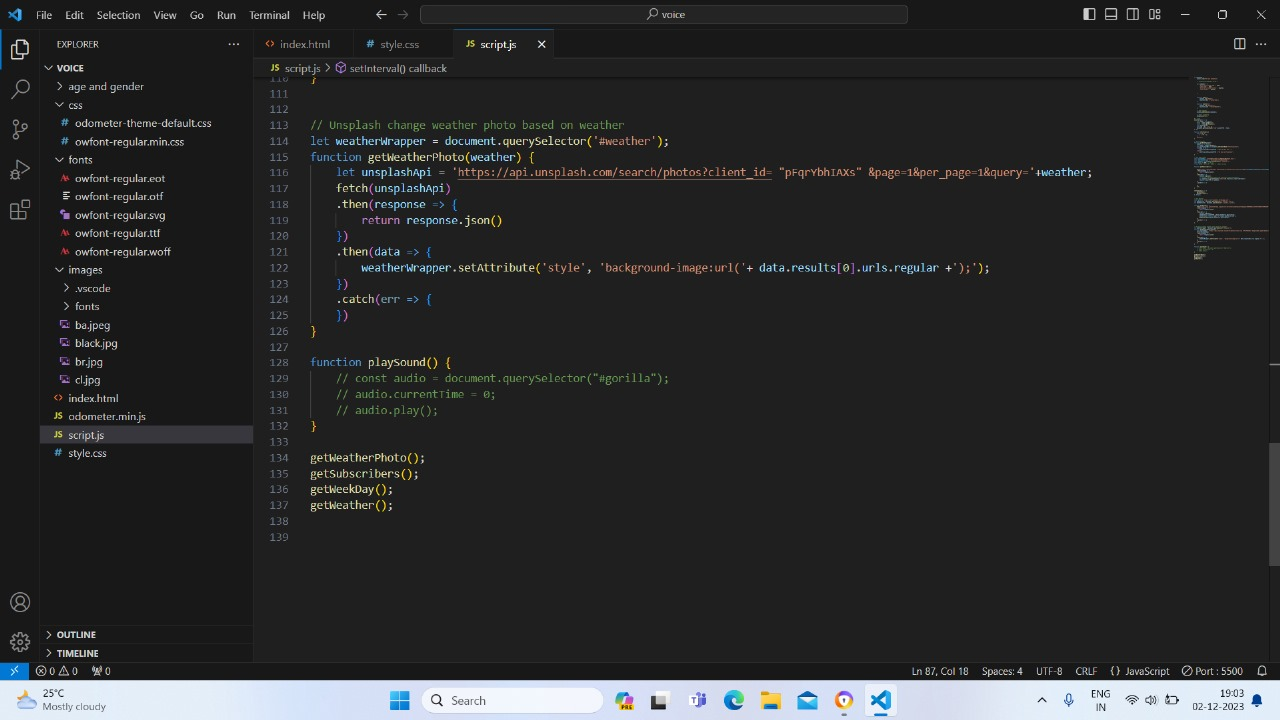 File Edit Selection View Go Run Terminal Help
voice
EXPLORER
index.html
style.css
script.js
script.js > setInterval() callback
VOICE
age and gender
css
odometer-theme-default.css
owfont-regular.min.css
fonts
owfont-regular.eot
owfont-regular.otf
owfont-regular.svg
owfont-regular.ttf
owfont-regular.woff
images
.vscode
fonts
ba.jpeg
black.jpg
br.jpg
cl.jpg
index.html
odometer.min.js
script.js
style.css
OUTLINE
TIMELINE
110 }
111
112
113 // Unsplash change weather photo based on weather
114 let weatherWrapper = document.querySelector('#weather');
115 function getWeatherPhoto(weather) {
116 let unsplashApi = 'https://api.unsplash.com/search/photos?client_id= "pFqrYbhIAXs" &page=1&per_page=1&query='+weather;
117 fetch(unsplashApi)
118 .then(response => {
119 return response.json()
120 })
121 .then(data => {
122 weatherWrapper.setAttribute('style', 'background-image:url('+ data.results[0].urls.regular +');');
123 })
124 .catch(err => {
125 })
126 }
127
128 function playSound() {
129 // const audio = document.querySelector("#gorilla");
130 // audio.currentTime = 0;
131 // audio.play();
132 }
133
134 getWeatherPhoto();
135 getSubscribers();
136 getWeekDay();
137 getWeather();
138
139
0 0 0
Ln 87, Col 18 Spaces: 4 UTF-8 CRLF {} JavaScript Port : 5500
25°C
Mostly cloudy
Search
PRE
ENG
IN
19:03
02-12-2023